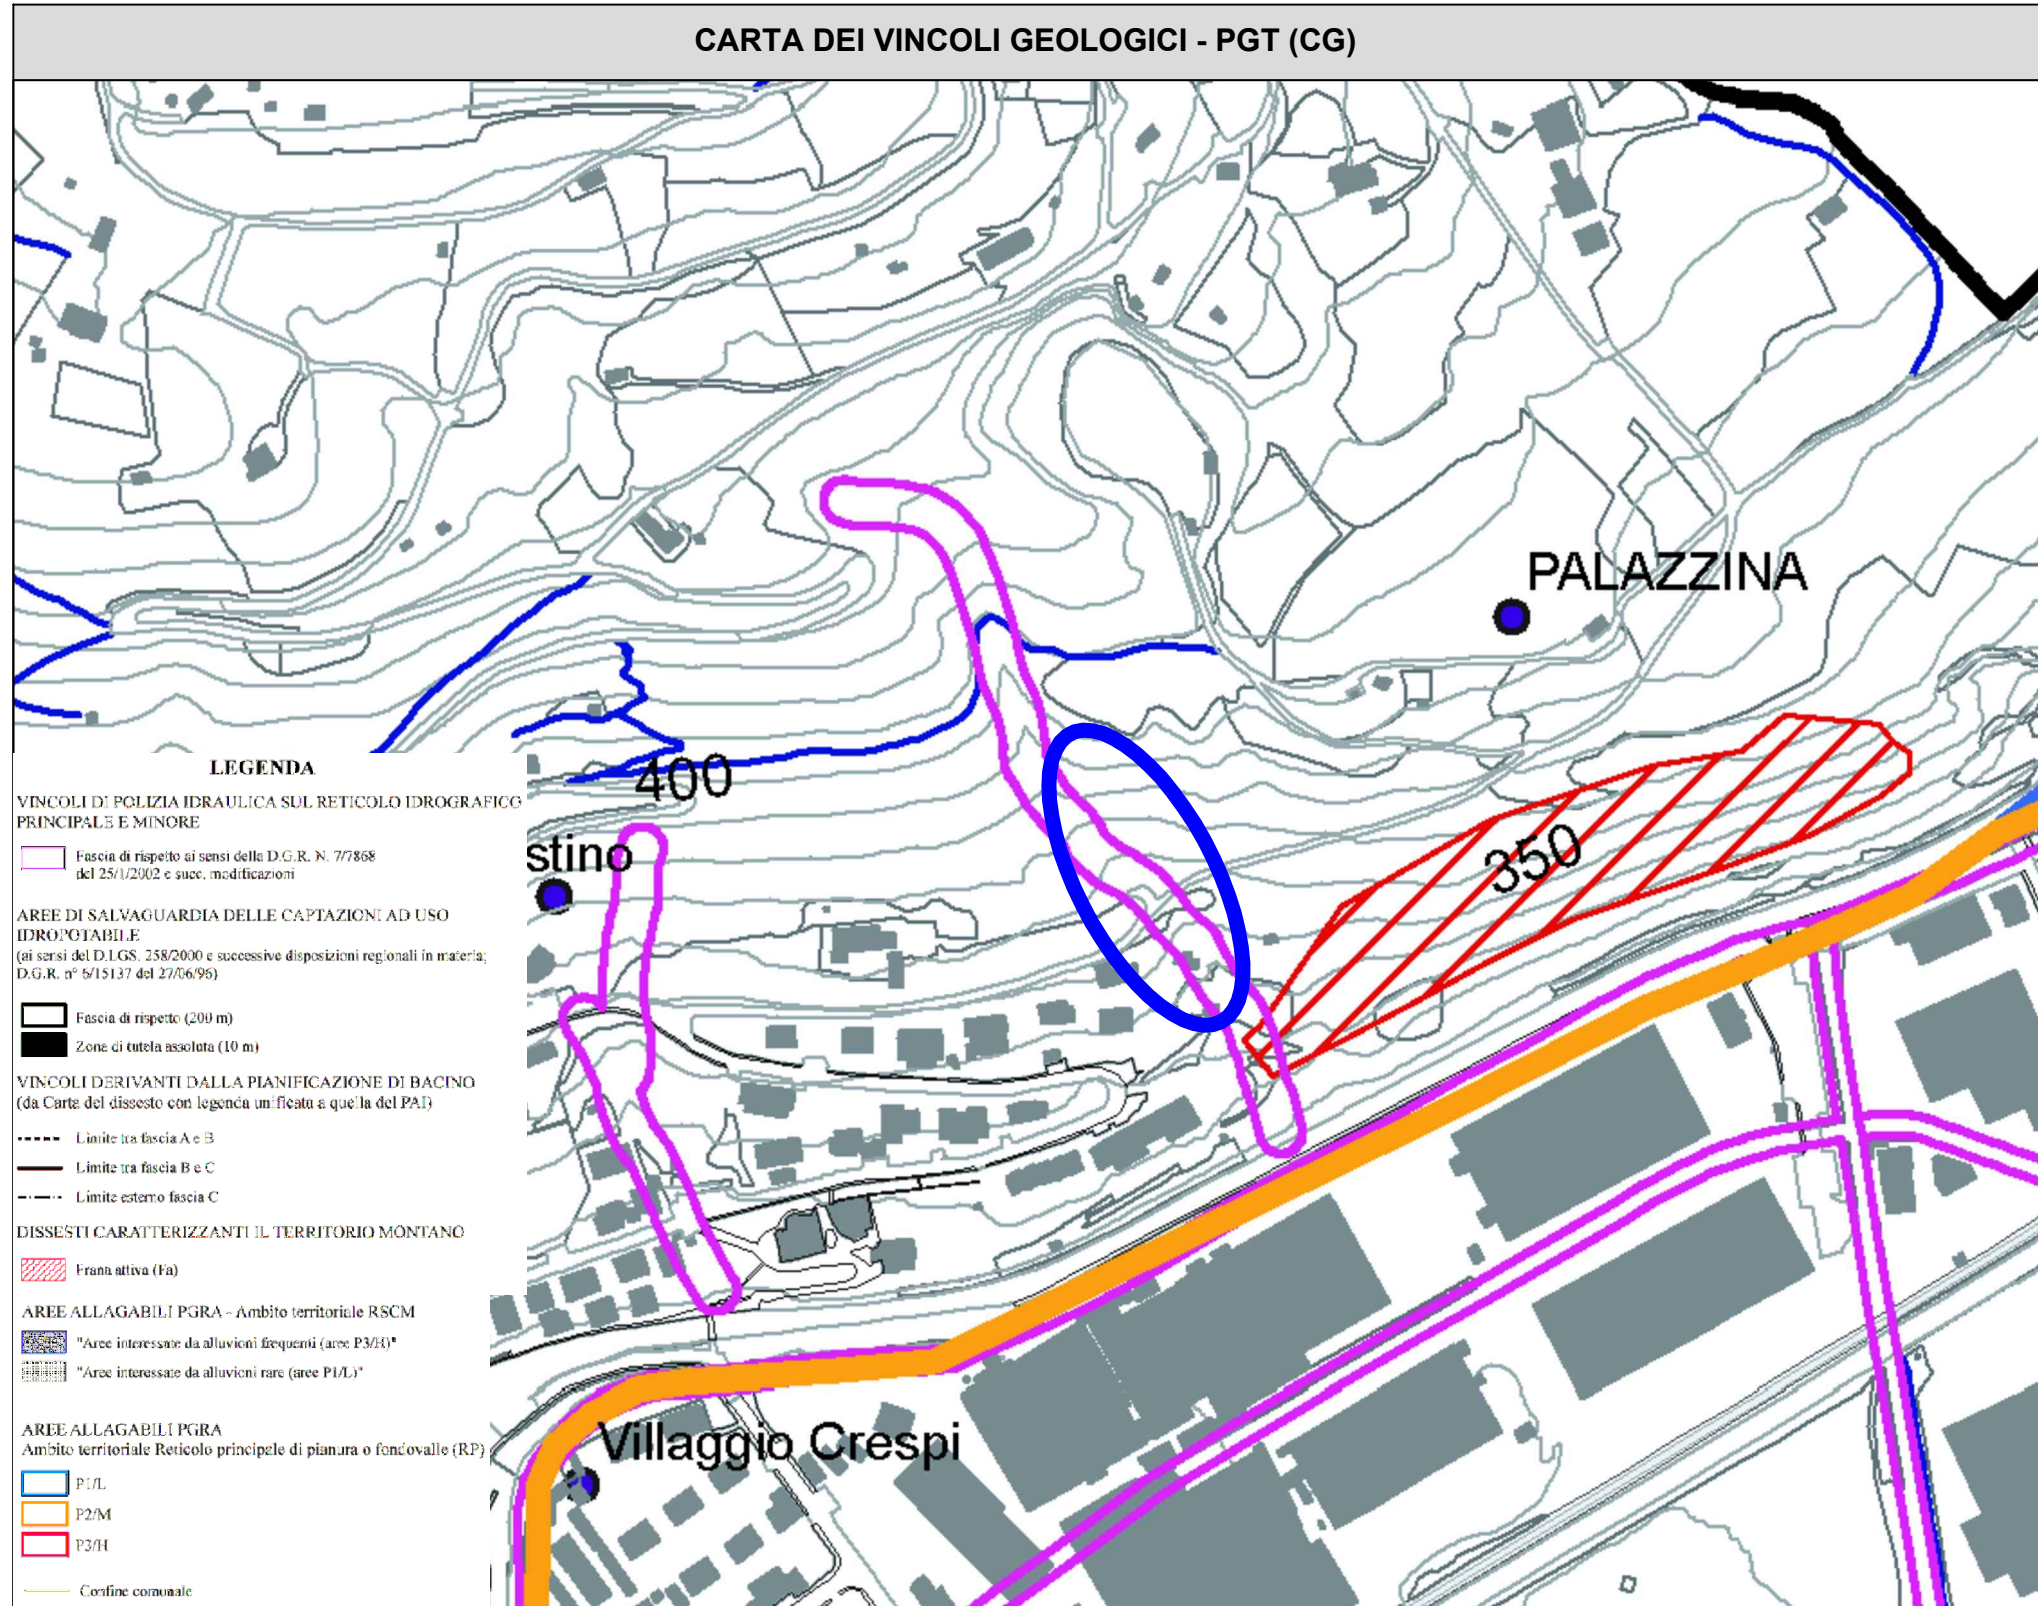 CARTA DEI VINCOLI GEOLOGICI - PGT (CG)
PALAZZINA
400
stino
350
Villaggio Crespi
LEGENDA
VINCOLI DI POLIZIA IDRAULICA SUL RETICOLO IDROGRAFICO
PRINCIPALE E MINORE
Fascia di rispetto ai sensi della D.G.R. N. 7/7868
del 25/1/2002 e succ. modificazioni
AREE DI SALVAGUARDIA DELLE CAPTAZIONI AD USO
IDROPOTABILE
(ai sensi del D.LGS. 258/2000 e successive disposizioni regionali in materia;
D.G.R. n° 6/15137 del 27/06/96)
Fascia di rispetto (200 m)
Zona di tutela assoluta (10 m)
VINCOLI DERIVANTI DALLA PIANIFICAZIONE DI BACINO
(da Carta del dissesto con legenda unificata a quella del PAI)
Limite tra fascia A e B
Limite tra fascia B e C
Limite esterno fascia C
DISSESTI CARATTERIZZANTI IL TERRITORIO MONTANO
Frana attiva (Fa)
AREE ALLAGABILI PGRA - Ambito territoriale RSCM
"Aree interessate da alluvioni frequenti (aree P3/H)"
"Aree interessate da alluvioni rare (aree P1/L)"
AREE ALLAGABILI PGRA
Ambito territoriale Reticolo principale di pianura o fondovalle (RP)
P1/L
P2/M
P3/H
Confine comunale